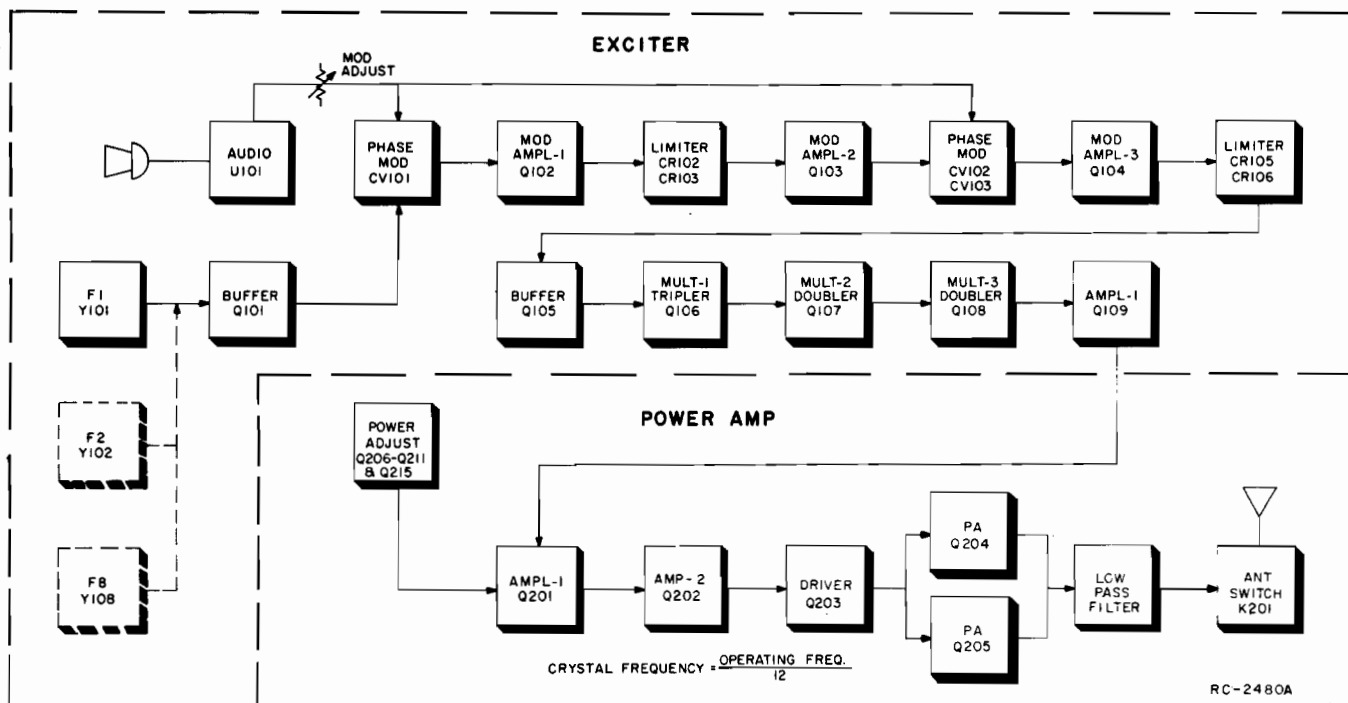 EXCITER
MOD
ADJUST
AUDIO
U101
PHASE
MOD
CV101
MOD
AMPL-1
Q102
LIMITER
CR102
CR103
MOD
AMPL-2
Q103
PHASE
MOD
CV102
CV103
MOD
AMPL-3
Q104
LIMITER
CR105
CR106
F1
Y101
BUFFER
Q101
BUFFER
Q105
MULT-1
TRIPLER
Q106
MULT-2
DOUBLER
Q107
MULT-3
DOUBLER
Q108
AMPL-1
Q109
F2
Y102
F8
Y108
POWER AMP
POWER
ADJUST
Q206-Q211
& Q215
AMPL-1
Q201
AMP-2
Q202
DRIVER
Q203
PA
Q204
PA
Q205
LOW
PASS
FILTER
ANT
SWITCH
K201
CRYSTAL FREQUENCY = OPERATING FREQ.
12
RC-2480A